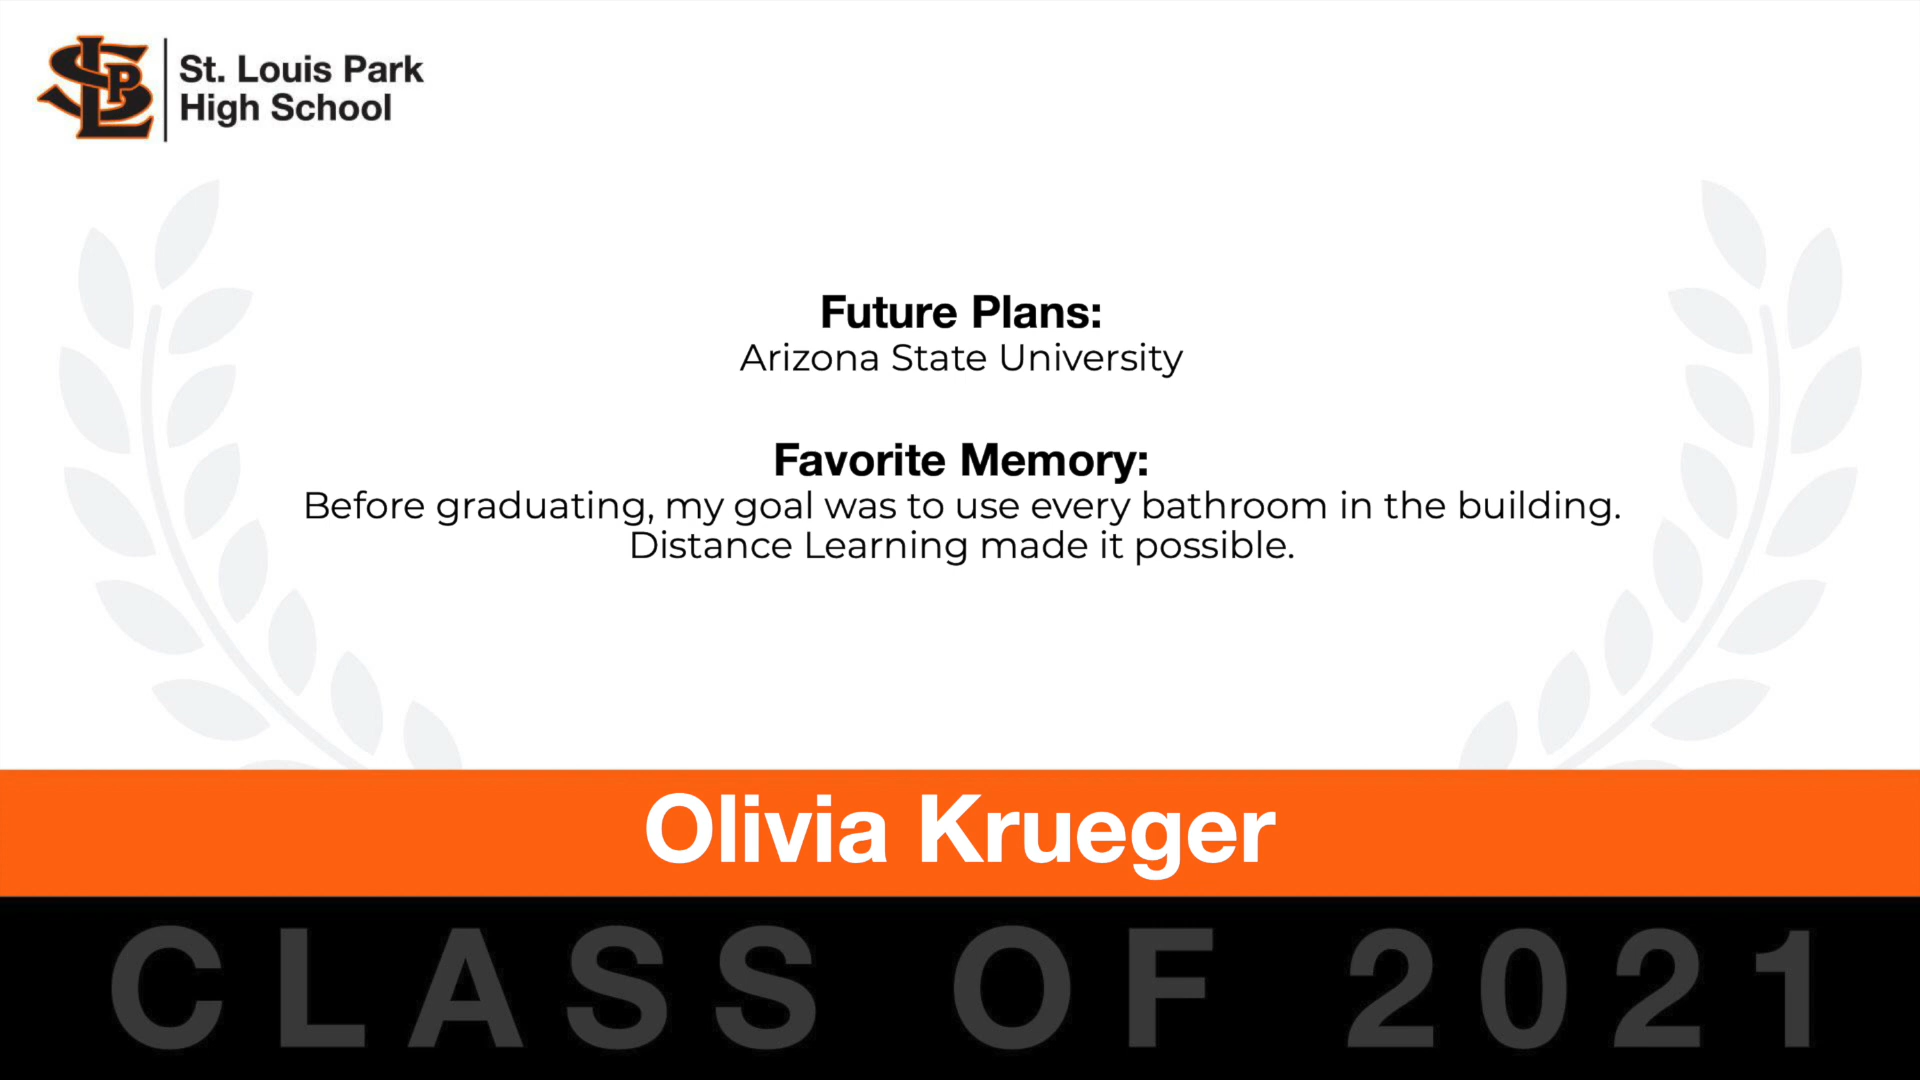 SLP
St. Louis Park
High School
Future Plans:
Arizona State University
Favorite Memory:
Before graduating, my goal was to use every bathroom in the building.
Distance Learning made it possible.
Olivia Krueger
CLASS OF 2021